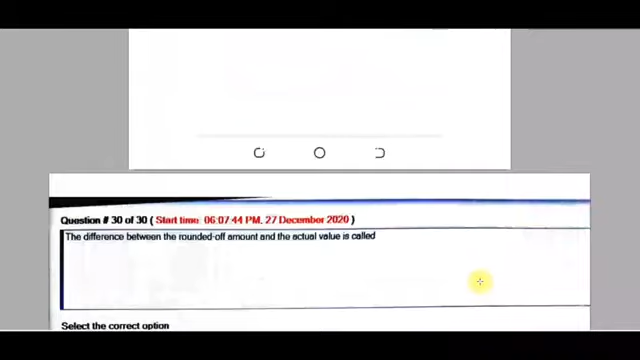 Question # 30 of 30 ( Start time: 06:07:44 PM, 27 December 2020 )
The difference between the rounded-off amount and the actual value is called
Select the correct option